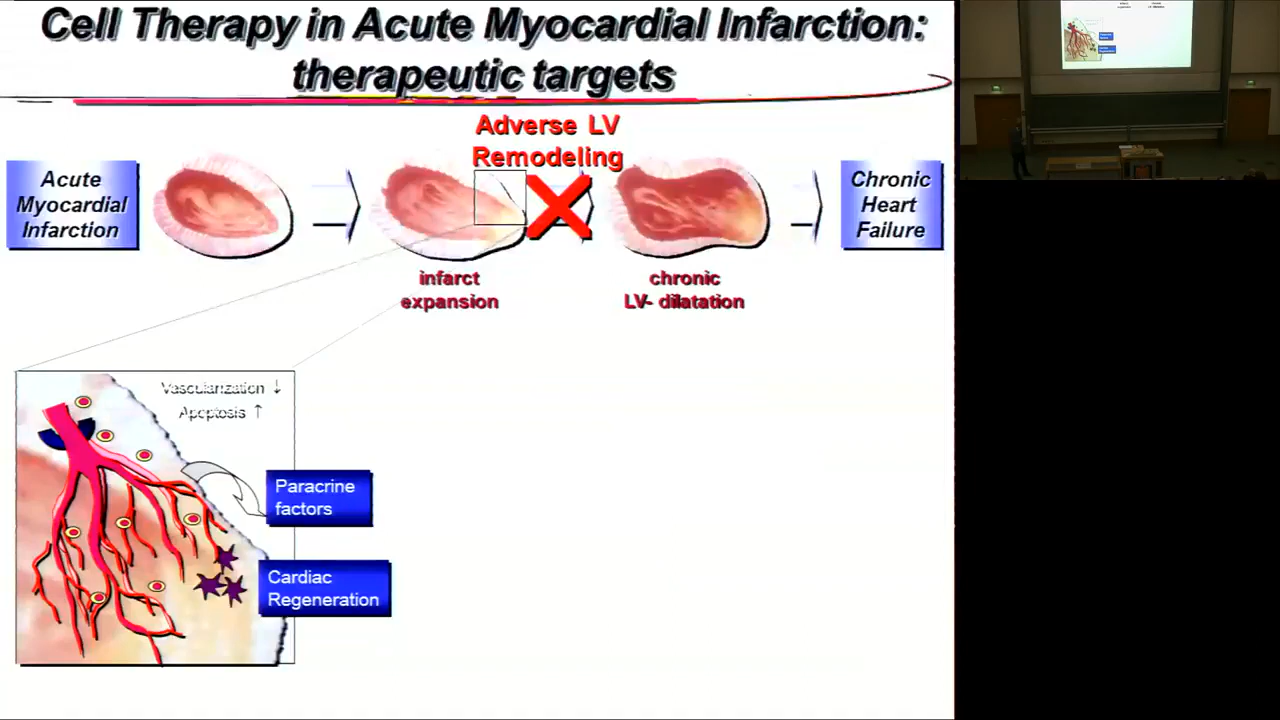 Cell Therapy in Acute Myocardial Infarction:
therapeutic targets
Adverse LV
Remodeling
Acute
Myocardial
Infarction
Chronic
Heart
Failure
infarct
expansion
chronic
LV- dilatation
Vascularization ↓
Apoptosis ↑
Paracrine
factors
Cardiac
Regeneration